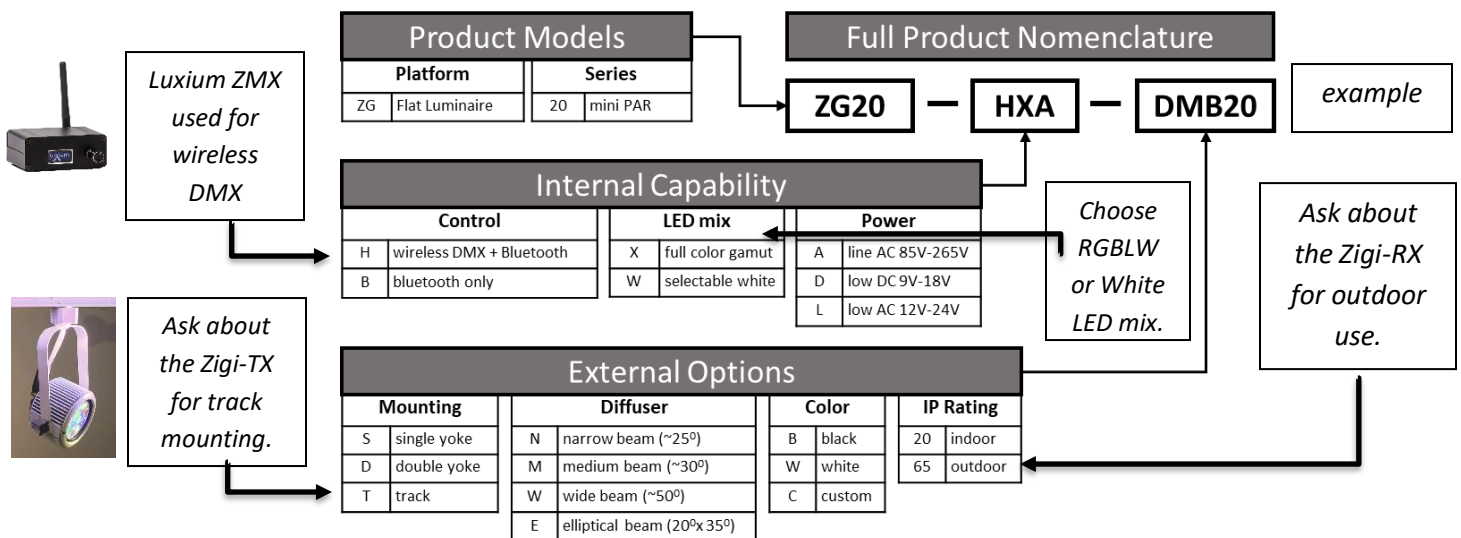 Product Models
Full Product Nomenclature
Platform
Series
ZG Flat Luminaire
20 mini PAR
ZG20 — HXA — DMB20
example
Luxium ZMX
used for
wireless
DMX
luxium
Internal Capability
Control
LED mix
Power
H wireless DMX + Bluetooth
X full color gamut
A line AC 85V-265V
B bluetooth only
W selectable white
D low DC 9V-18V
L low AC 12V-24V
Choose
RGBLW
or White
LED mix.
Ask about
the Zigi-RX
for outdoor
use.
Ask about
the Zigi-TX
for track
mounting.
External Options
Mounting
Diffuser
Color
IP Rating
S single yoke
N narrow beam (~25⁰)
B black
20 indoor
D double yoke
M medium beam (~30⁰)
W white
65 outdoor
T track
W wide beam (~50⁰)
C custom
E elliptical beam (20⁰x 35⁰)